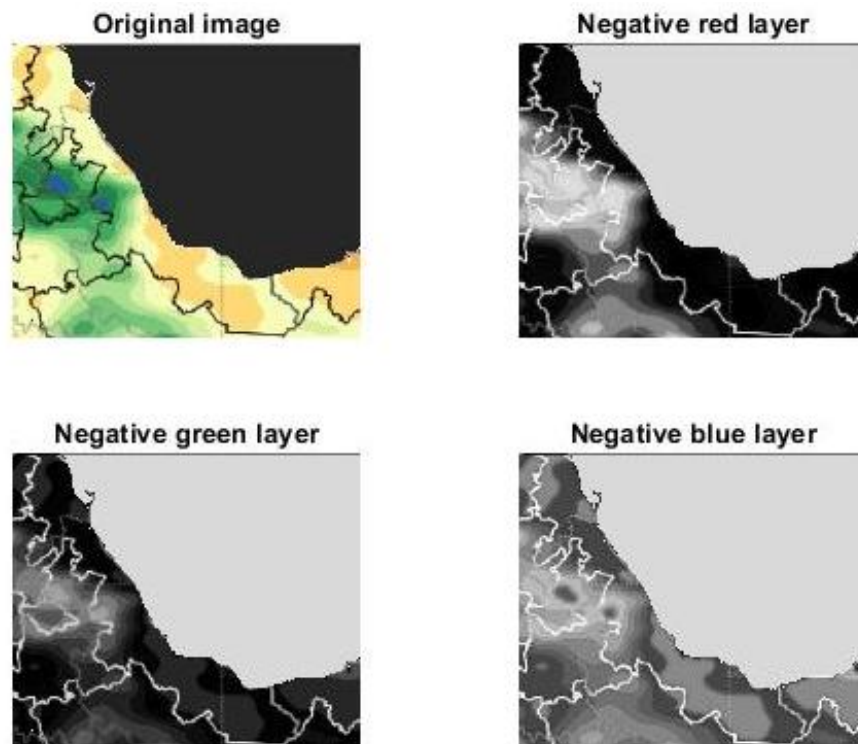 Original image
Negative red layer
Negative green layer
Negative blue layer